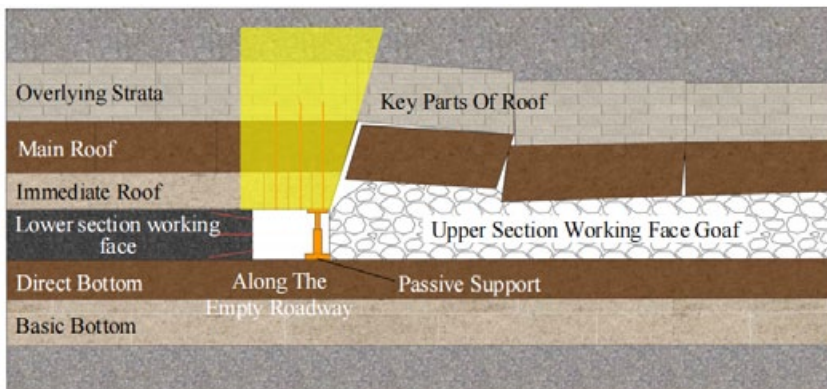 Overlying Strata
Key Parts Of Roof
Main Roof
Immediate Roof
Lower section working
face
Upper Section Working Face Goaf
Direct Bottom
Along The
Empty Roadway
Passive Support
Basic Bottom